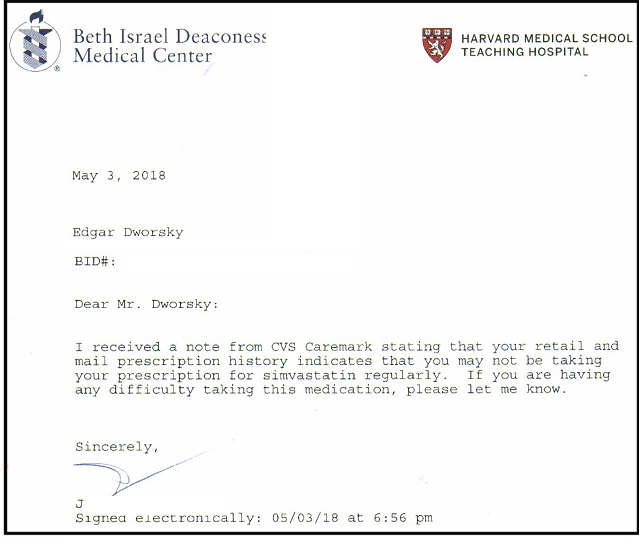 Beth Israel Deaconess
Medical Center
®
HARVARD MEDICAL SCHOOL
TEACHING HOSPITAL
May 3, 2018
Edgar Dworsky
BID#:
Dear Mr. Dworsky:
I received a note from CVS Caremark stating that your retail and
mail prescription history indicates that you may not be taking
your prescription for simvastatin regularly. If you are having
any difficulty taking this medication, please let me know.
Sincerely,
J
Signed electronically: 05/03/18 at 6:56 pm